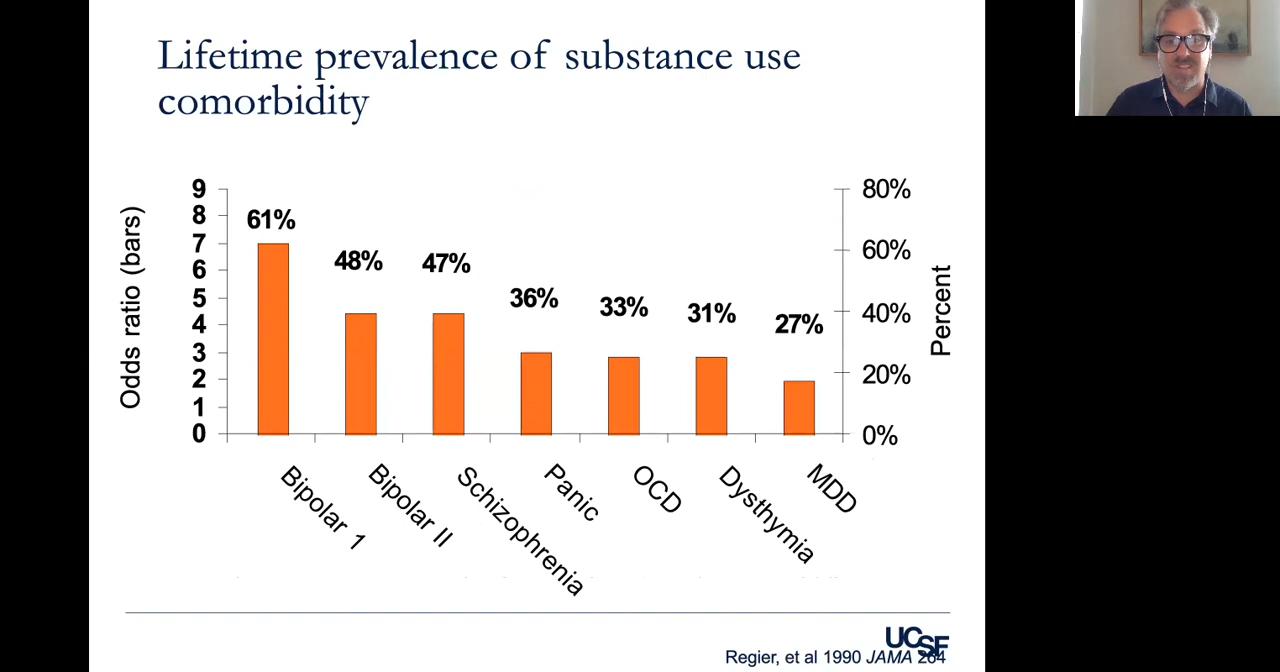 Lifetime prevalence of substance use
comorbidity
Odds ratio (bars)
9
8
7
6
5
4
3
2
1
0
61%
48%
47%
36%
33%
31%
27%
80%
60%
40%
20%
0%
Percent
Bipolar 1
Bipolar II
Schizophrenia
Panic
OCD
Dysthymia
MDD
UCSF
Regier, et al 1990 JAMA 264